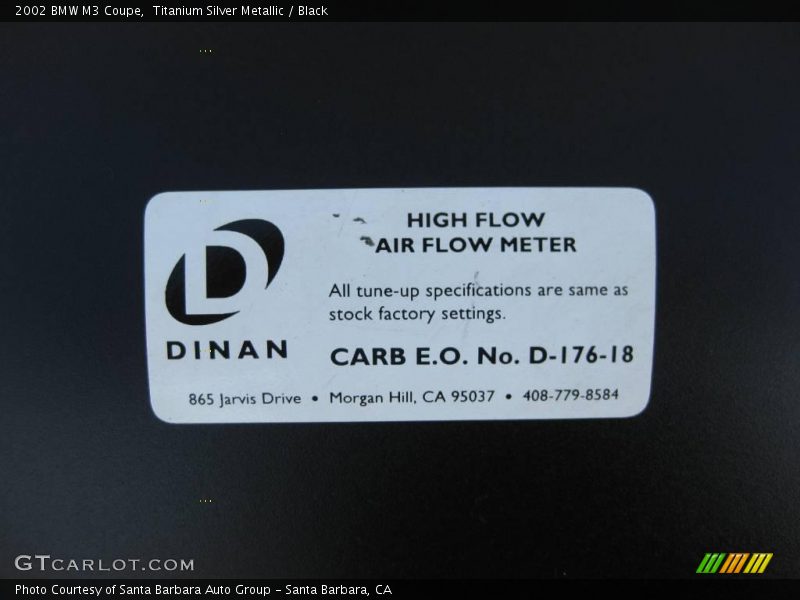 2002 BMW M3 Coupe,  Titanium Silver Metallic / Black
HIGH FLOW
AIR FLOW METER
All tune-up specifications are same as
stock factory settings.
DINAN
CARB E.O. No. D-176-18
865 Jarvis Drive • Morgan Hill, CA 95037 • 408-779-8584
GTCARLOT.COM
Photo Courtesy of Santa Barbara Auto Group - Santa Barbara, CA